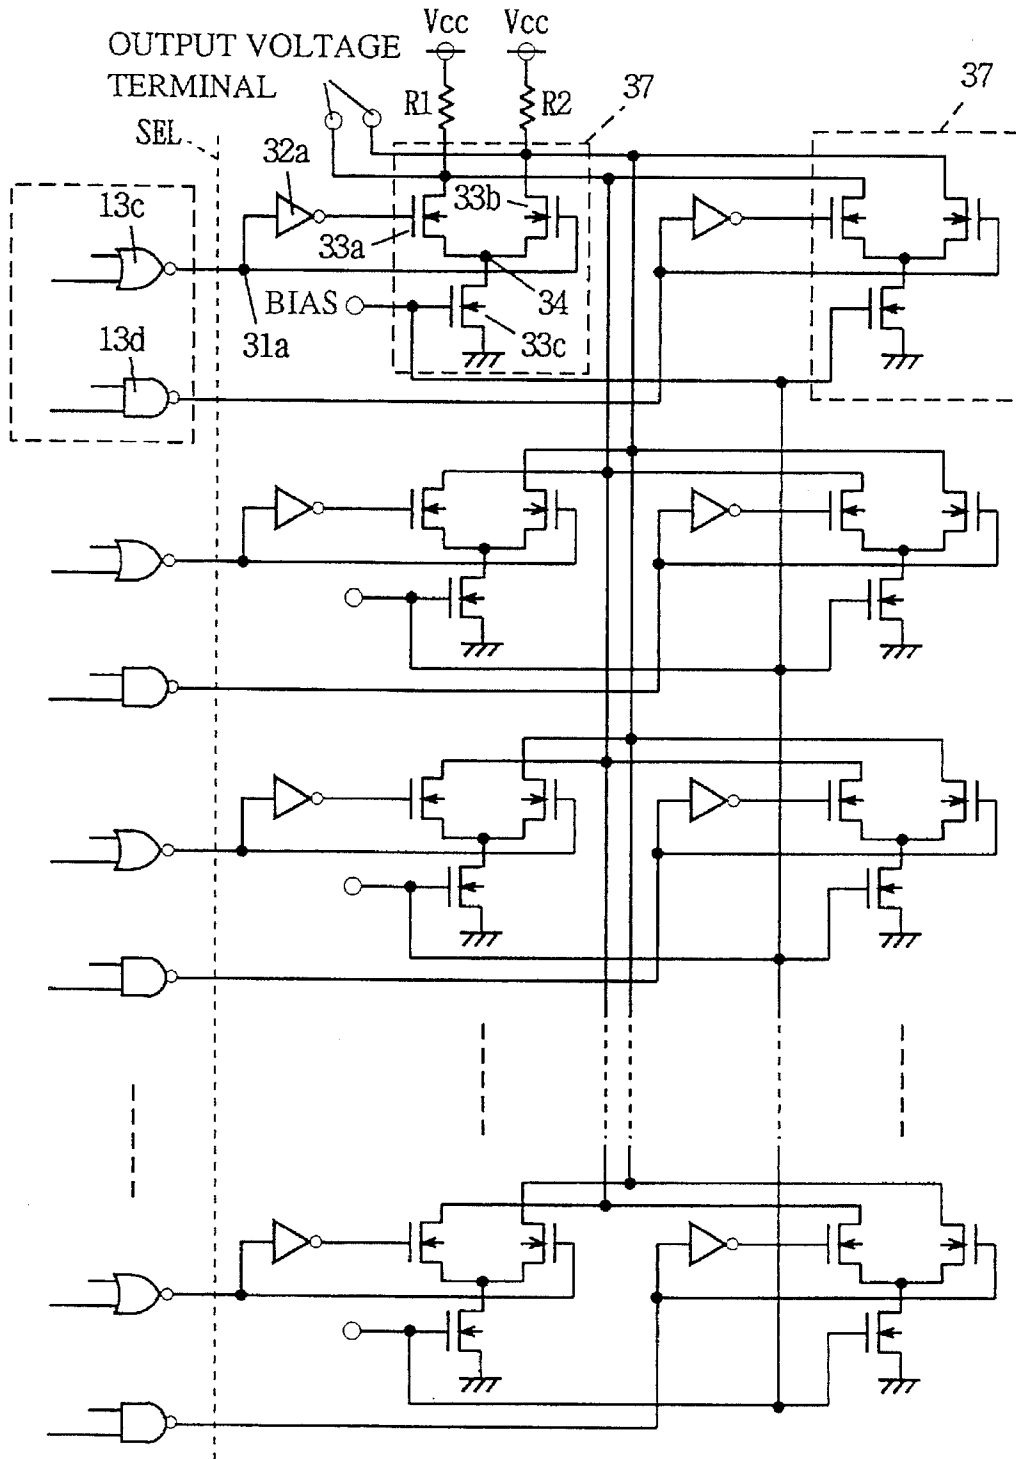 Vcc Vcc
OUTPUT VOLTAGE
TERMINAL
R1 R2 37 37
SEL
32a
13c
33b
33a
BIAS
34
13d
31a
33c